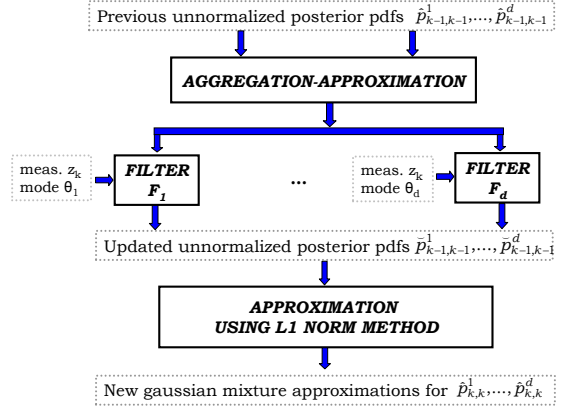 Previous unnormalized posterior pdfs p̂¹ₖ₋₁,ₖ₋₁,...,p̂ᵈₖ₋₁,ₖ₋₁
AGGREGATION-APPROXIMATION
meas. zₖ
mode θ₁
FILTER
F₁
...
meas. zₖ
mode θ_d
FILTER
F_d
Updated unnormalized posterior pdfs p̆¹ₖ₋₁,ₖ₋₁,...,p̆ᵈₖ₋₁,ₖ₋₁
APPROXIMATION
USING L1 NORM METHOD
New gaussian mixture approximations for p̂¹ₖ,ₖ,...,p̂ᵈₖ,ₖ